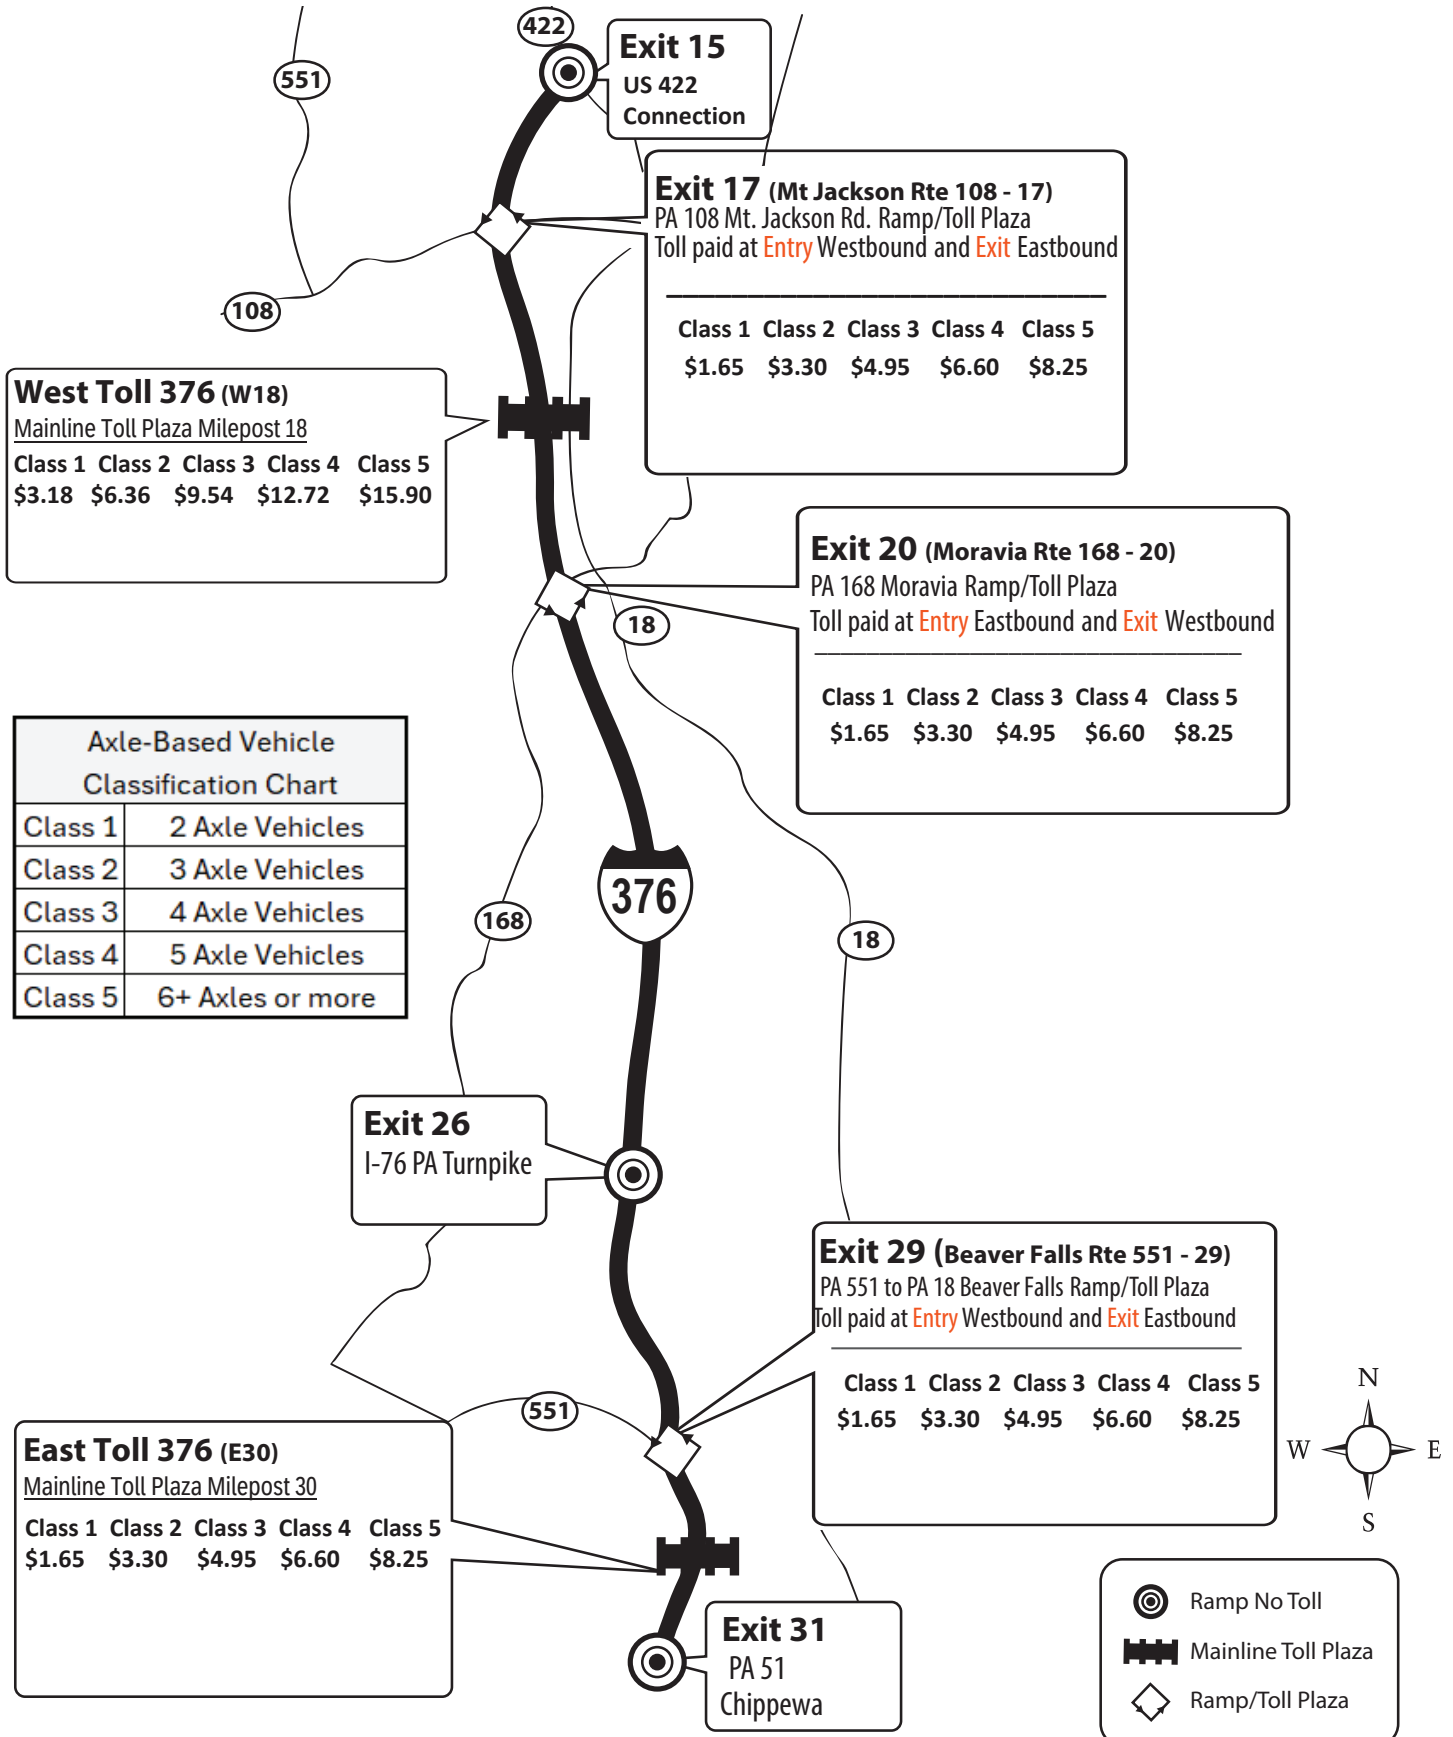 422
Exit 15
US 422
Connection
551
Exit 17 (Mt Jackson Rte 108 - 17)
PA 108 Mt. Jackson Rd. Ramp/Toll Plaza
Toll paid at Entry Westbound and Exit Eastbound
Class 1 Class 2 Class 3 Class 4 Class 5
$1.65 $3.30 $4.95 $6.60 $8.25
108
West Toll 376 (W18)
Mainline Toll Plaza Milepost 18
Class 1 Class 2 Class 3 Class 4 Class 5
$3.18 $6.36 $9.54 $12.72 $15.90
Exit 20 (Moravia Rte 168 - 20)
PA 168 Moravia Ramp/Toll Plaza
Toll paid at Entry Eastbound and Exit Westbound
Class 1 Class 2 Class 3 Class 4 Class 5
$1.65 $3.30 $4.95 $6.60 $8.25
18
Axle-Based Vehicle
Classification Chart
Class 1 2 Axle Vehicles
Class 2 3 Axle Vehicles
Class 3 4 Axle Vehicles
Class 4 5 Axle Vehicles
Class 5 6+ Axles or more
376
168
18
Exit 26
I-76 PA Turnpike
Exit 29 (Beaver Falls Rte 551 - 29)
PA 551 to PA 18 Beaver Falls Ramp/Toll Plaza
Toll paid at Entry Westbound and Exit Eastbound
Class 1 Class 2 Class 3 Class 4 Class 5
$1.65 $3.30 $4.95 $6.60 $8.25
551
East Toll 376 (E30)
Mainline Toll Plaza Milepost 30
Class 1 Class 2 Class 3 Class 4 Class 5
$1.65 $3.30 $4.95 $6.60 $8.25
N
W E
S
Exit 31
PA 51
Chippewa
Ramp No Toll
Mainline Toll Plaza
Ramp/Toll Plaza